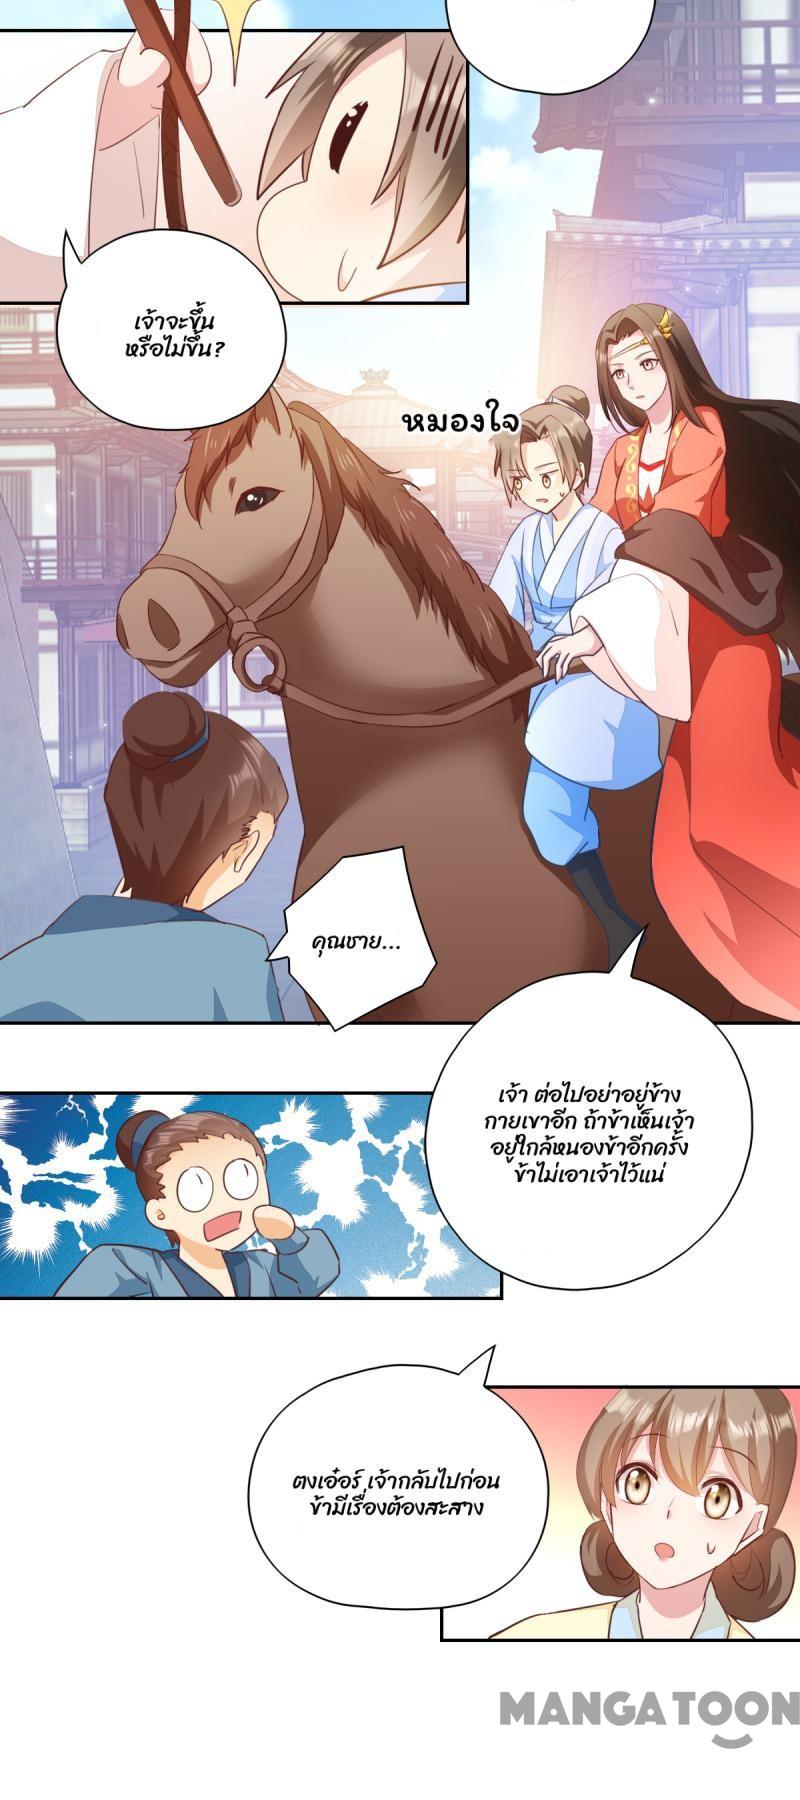 เจ้าจะขึ้น
หรือไม่ขึ้น?
หมองใจ
คุณชาย...
เจ้า ต่อไปอย่าอยู่ข้าง
กายเขาอีก ถ้าข้าเห็นเจ้า
อยู่ใกล้หนองข้าอีกครั้ง
ข้าไม่เอาเจ้าไว้แน่
ตงเอ๋อร์ เจ้ากลับไปก่อน
ข้ามีเรื่องต้องสะสาง
MANGATOON